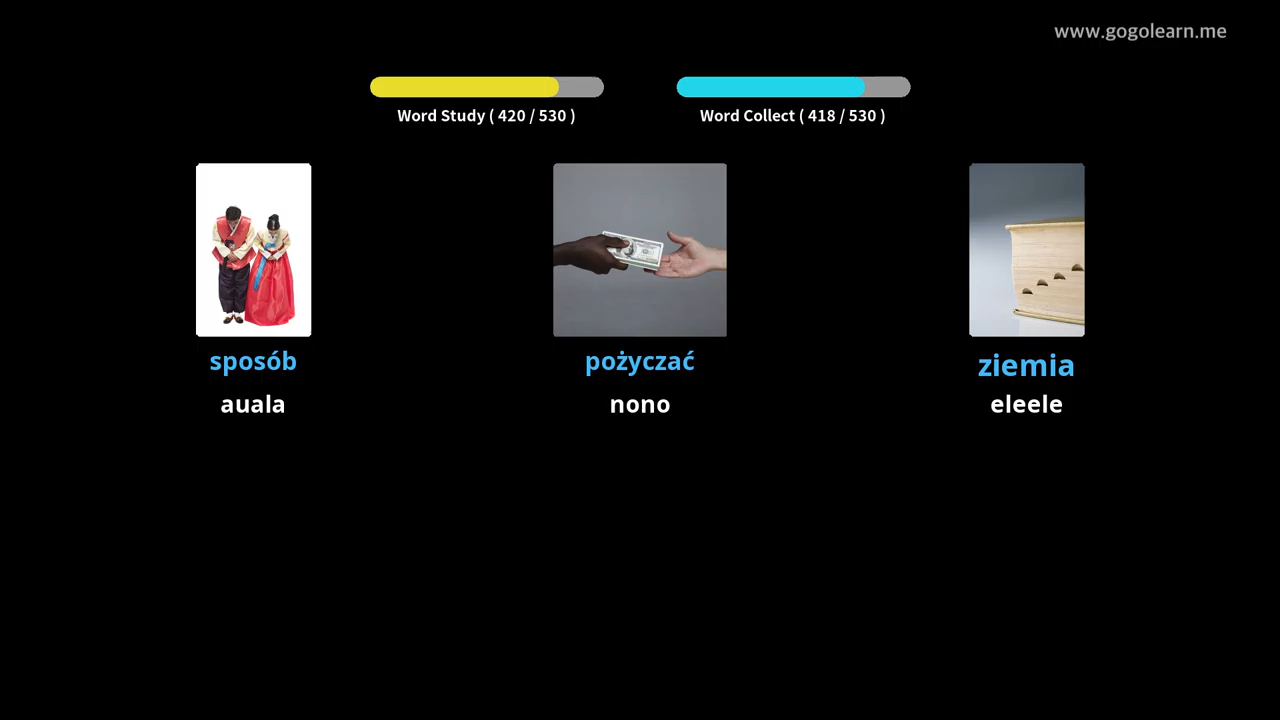 www.gogolearn.me
Word Study ( 420 / 530 )
Word Collect ( 418 / 530 )
sposób
pożyczać
ziemia
auala
nono
eleele